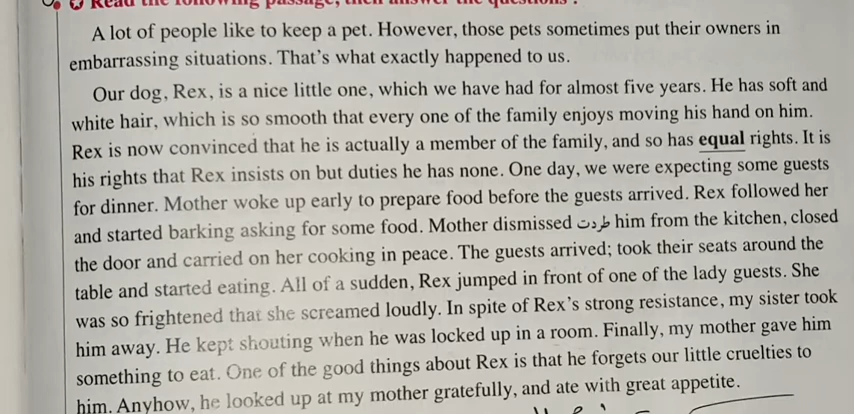 Read the following passage, then answer the questions :
A lot of people like to keep a pet. However, those pets sometimes put their owners in
embarrassing situations. That's what exactly happened to us.
Our dog, Rex, is a nice little one, which we have had for almost five years. He has soft and
white hair, which is so smooth that every one of the family enjoys moving his hand on him.
Rex is now convinced that he is actually a member of the family, and so has equal rights. It is
his rights that Rex insists on but duties he has none. One day, we were expecting some guests
for dinner. Mother woke up early to prepare food before the guests arrived. Rex followed her
and started barking asking for some food. Mother dismissed طردت him from the kitchen, closed
the door and carried on her cooking in peace. The guests arrived; took their seats around the
table and started eating. All of a sudden, Rex jumped in front of one of the lady guests. She
was so frightened that she screamed loudly. In spite of Rex's strong resistance, my sister took
him away. He kept shouting when he was locked up in a room. Finally, my mother gave him
something to eat. One of the good things about Rex is that he forgets our little cruelties to
him. Anyhow, he looked up at my mother gratefully, and ate with great appetite.